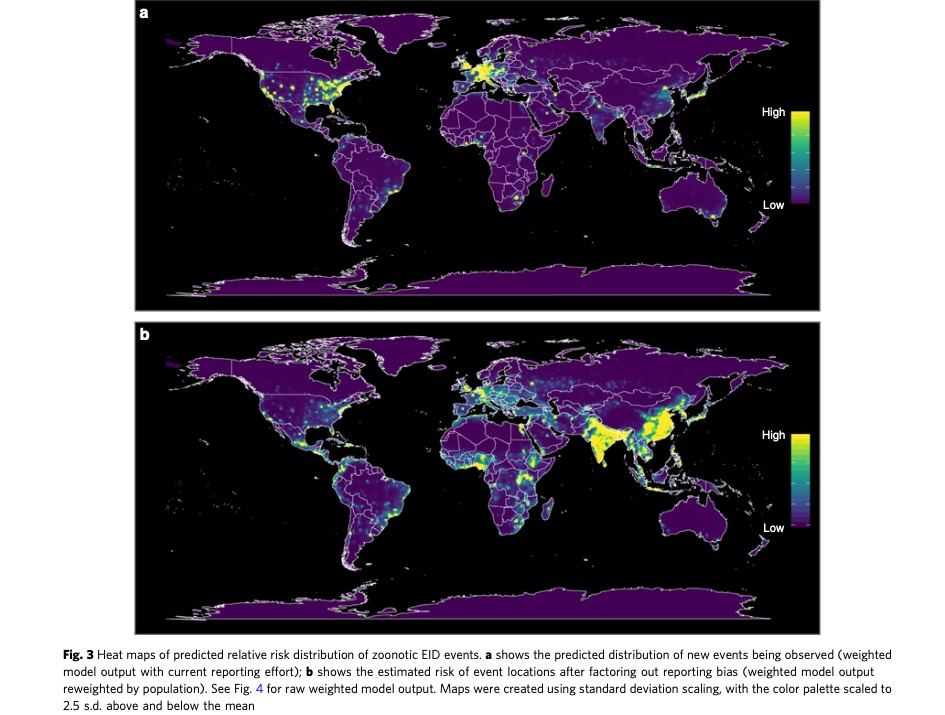 a
High
Low
b
High
Low
Fig. 3 Heat maps of predicted relative risk distribution of zoonotic EID events. a shows the predicted distribution of new events being observed (weighted
model output with current reporting effort); b shows the estimated risk of event locations after factoring out reporting bias (weighted model output
reweighted by population). See Fig. 4 for raw weighted model output. Maps were created using standard deviation scaling, with the color palette scaled to
2.5 s.d. above and below the mean